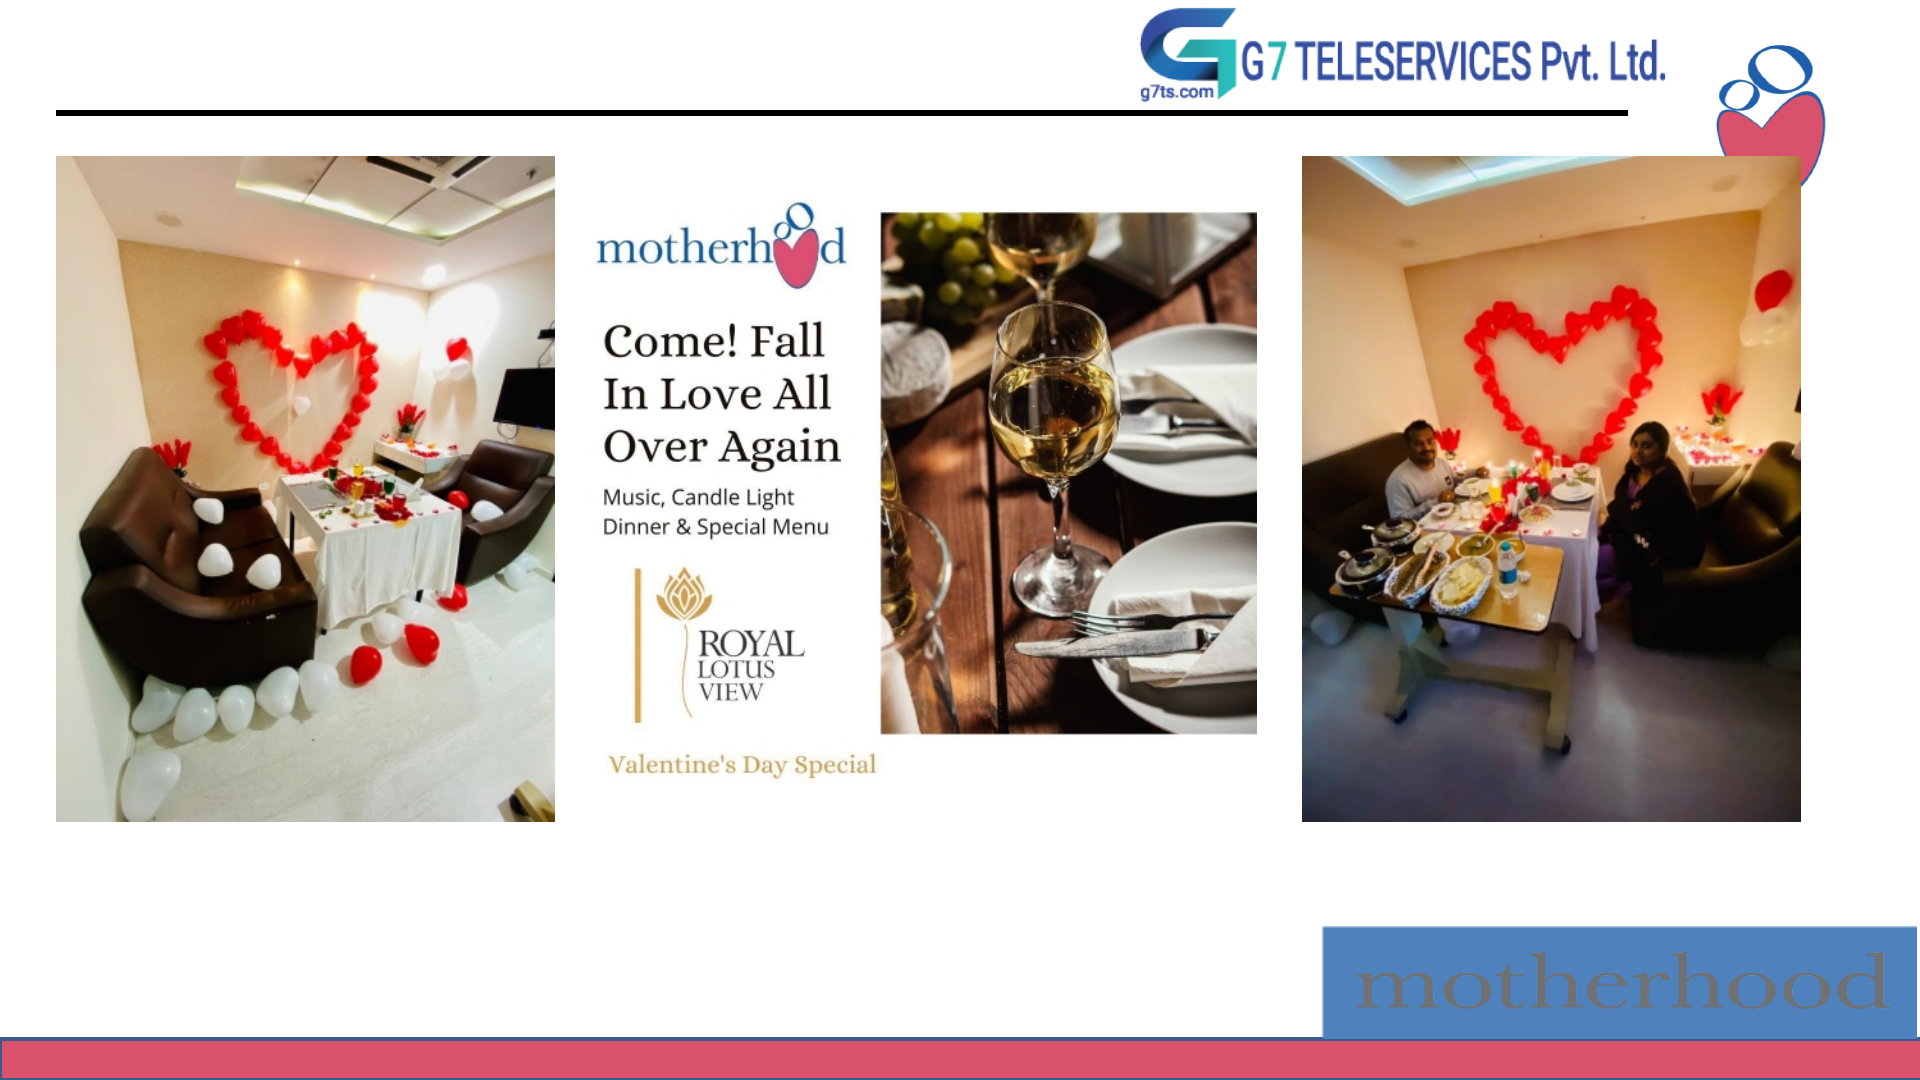 G7 TELESERVICES Pvt. Ltd.
g7ts.com
motherhood
Come! Fall
In Love All
Over Again
Music, Candle Light
Dinner & Special Menu
ROYAL
LOTUS
VIEW
Valentine's Day Special
motherhood